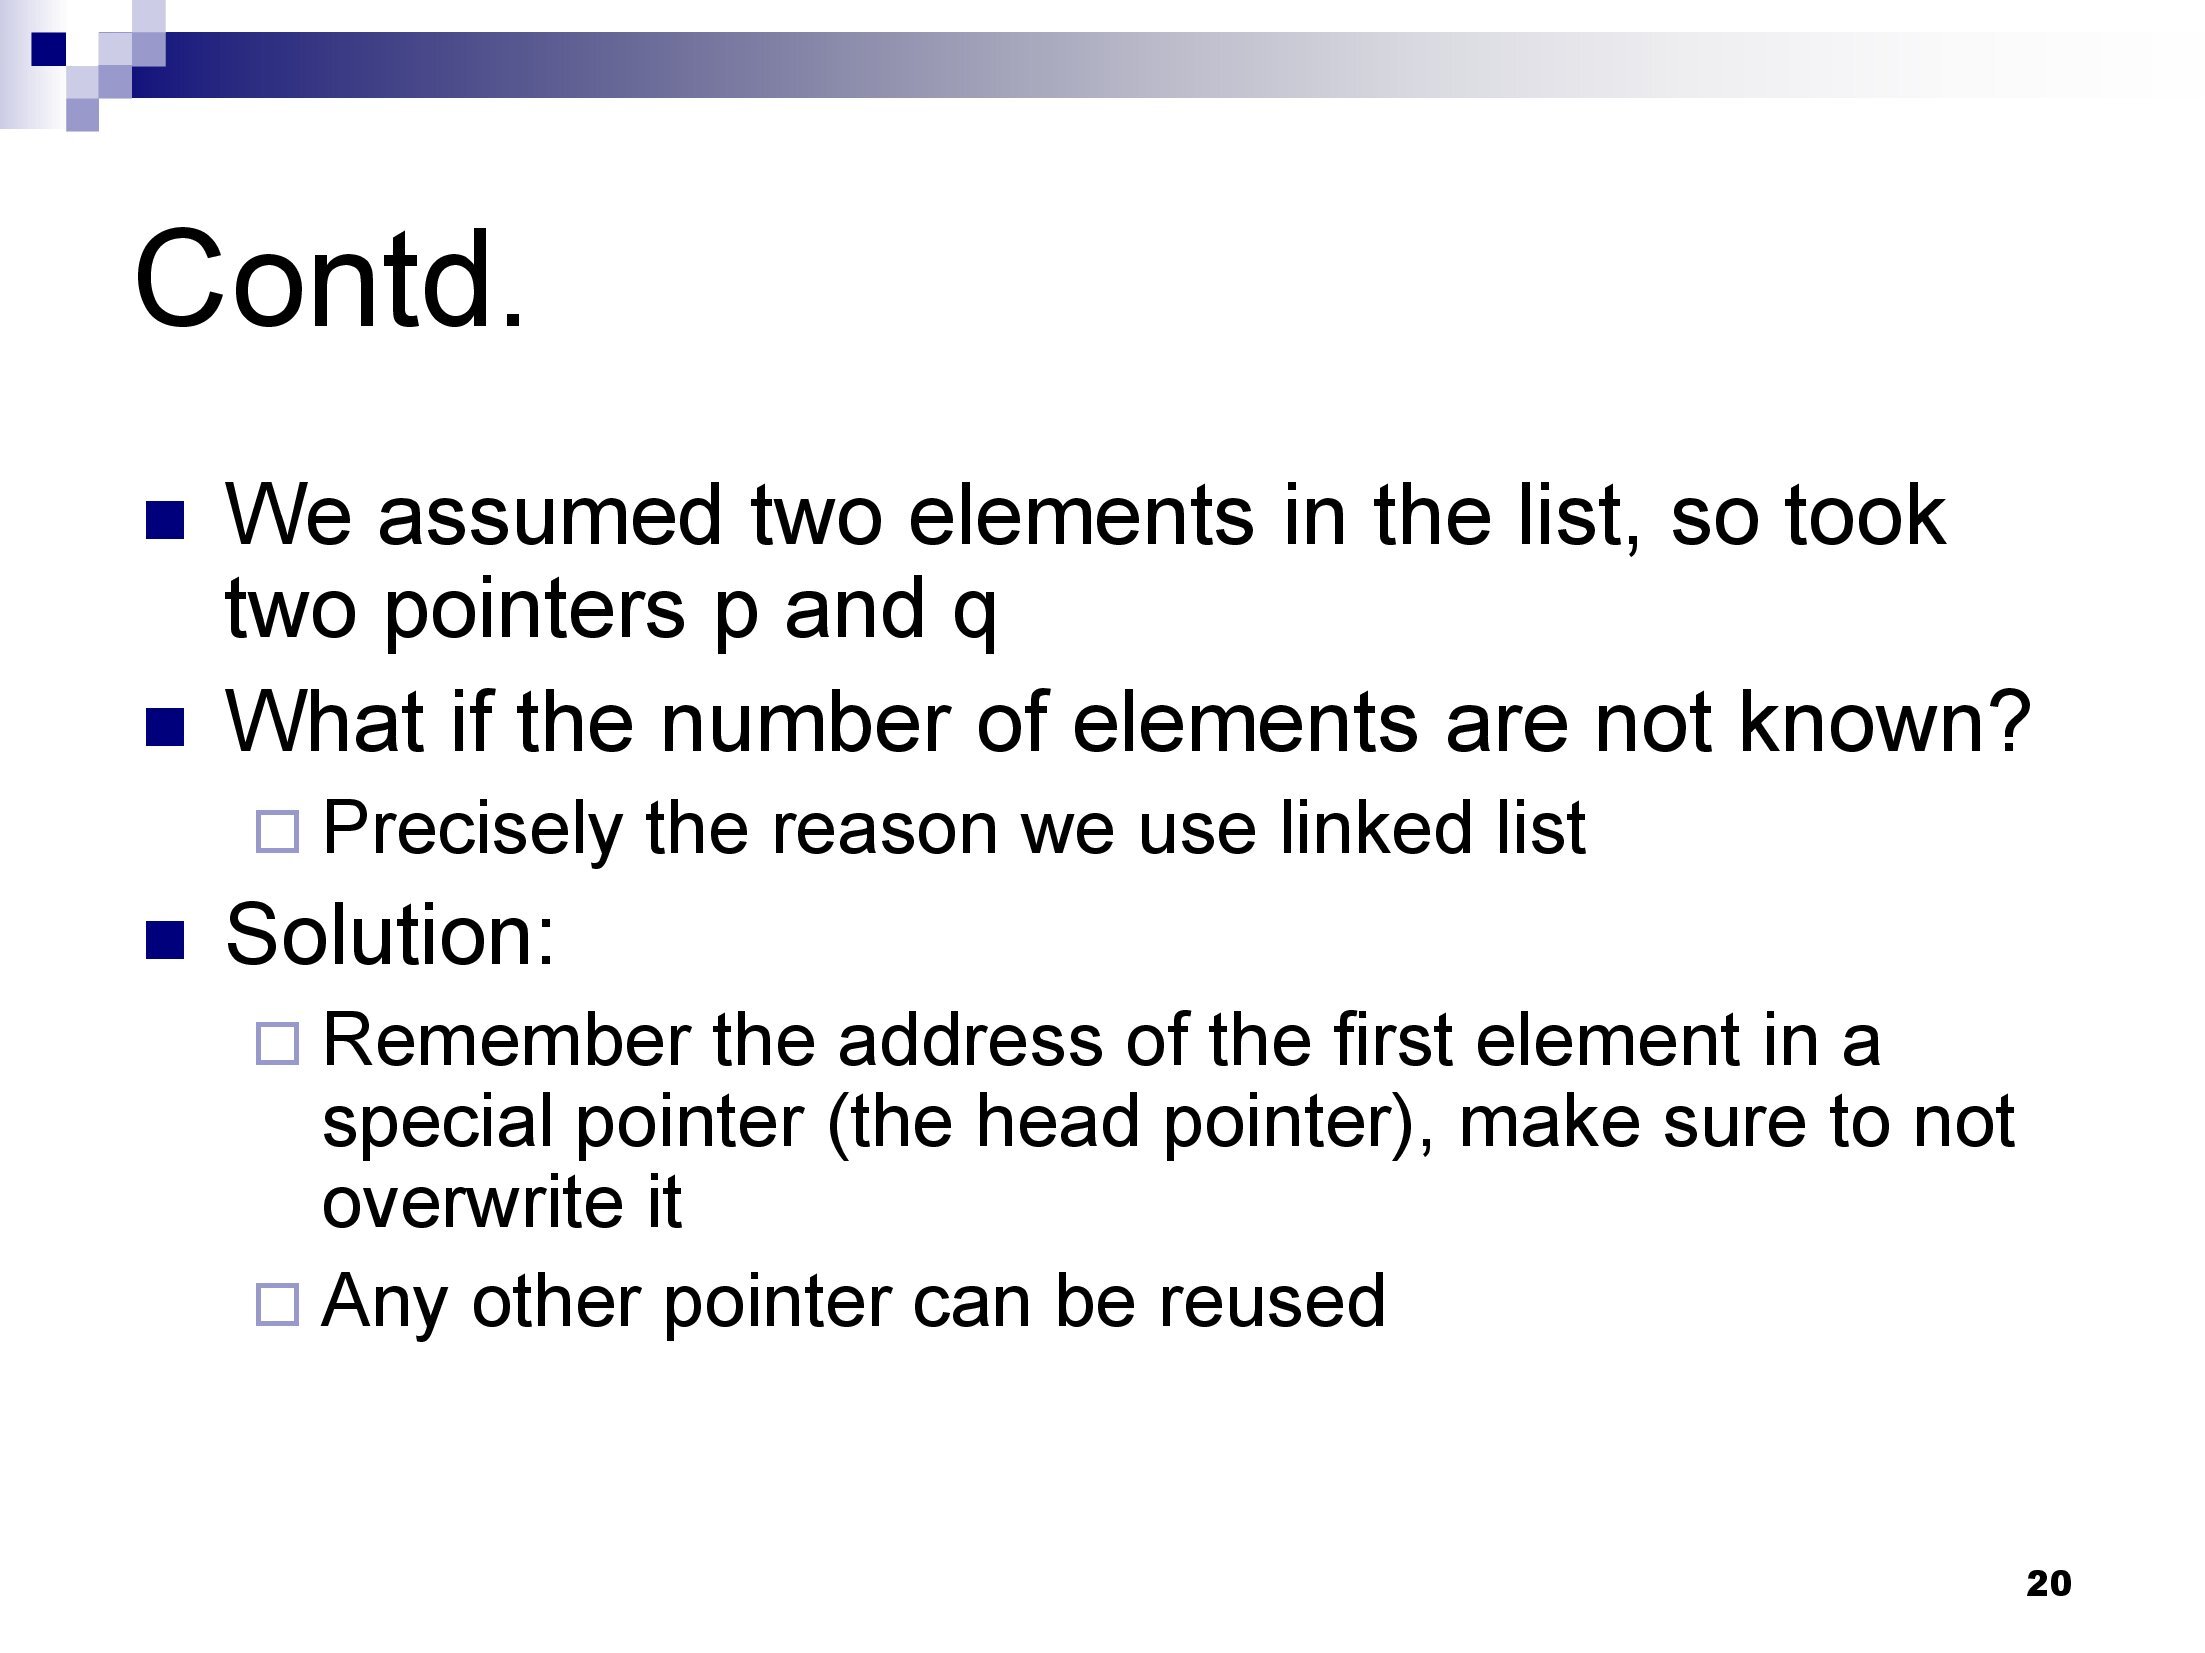 Contd.
We assumed two elements in the list, so took
two pointers p and q
What if the number of elements are not known?
Precisely the reason we use linked list
Solution:
Remember the address of the first element in a
special pointer (the head pointer), make sure to not
overwrite it
Any other pointer can be reused
20